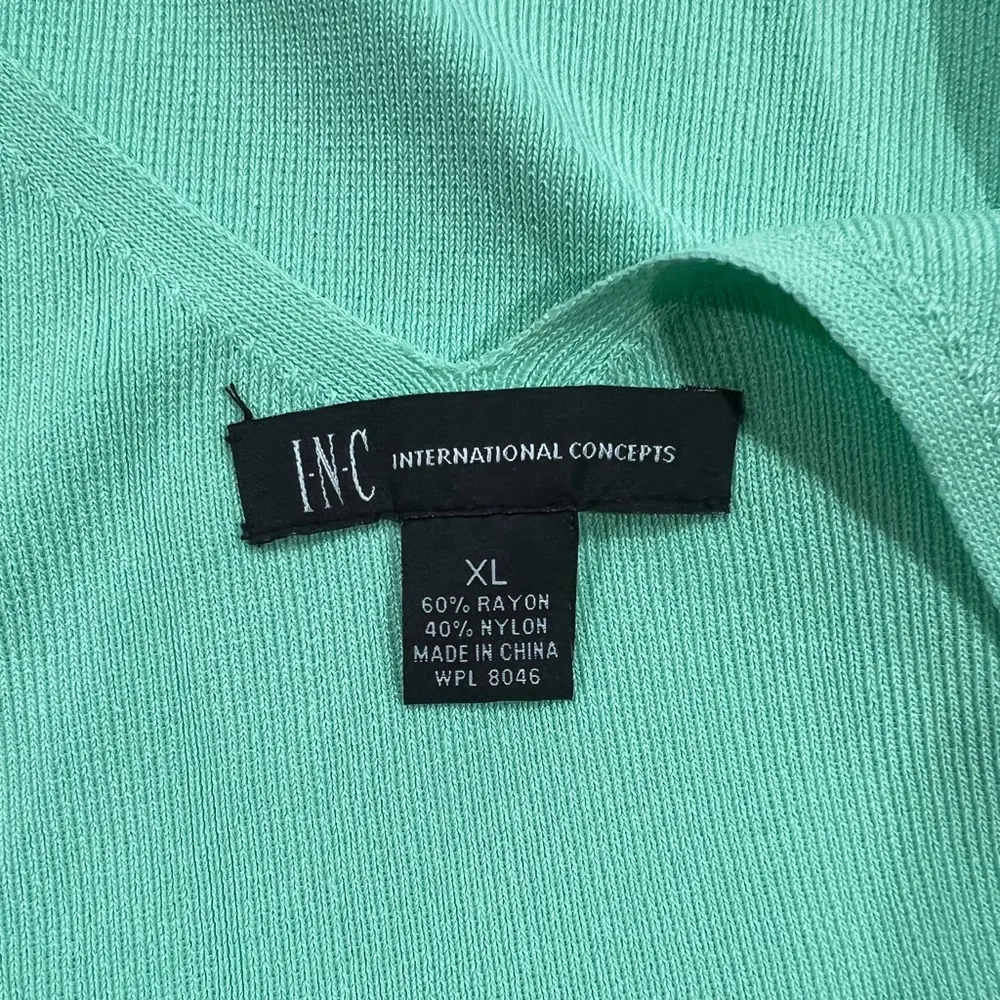 I·N·C INTERNATIONAL CONCEPTS
XL
60% RAYON
40% NYLON
MADE IN CHINA
WPL 8046